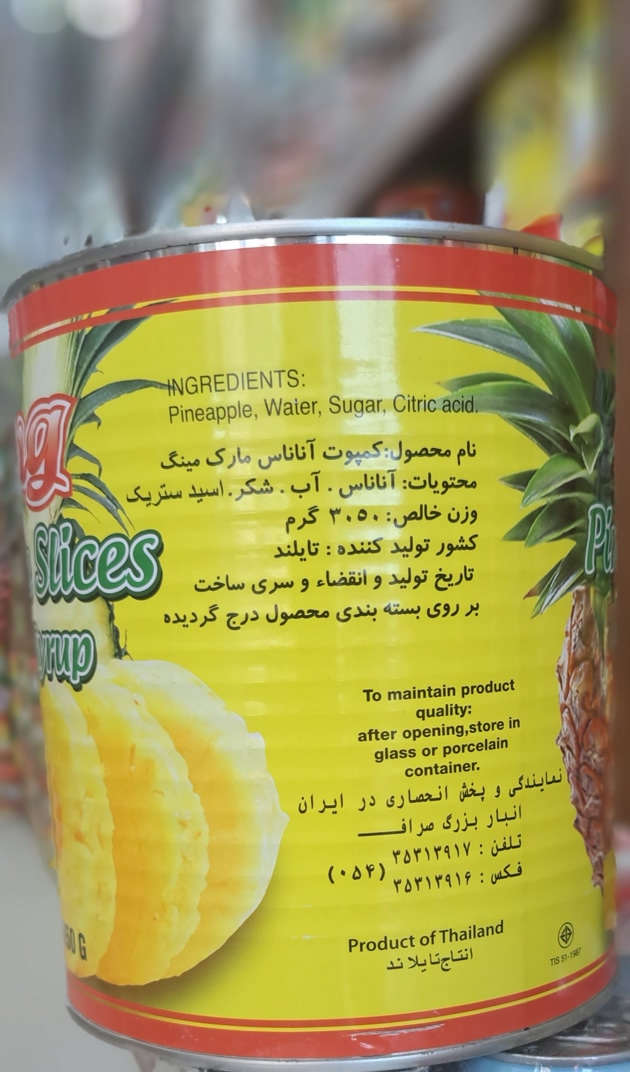 Slices
INGREDIENTS:
Pineapple, Water, Sugar, Citric acid.
نام محصول:کمپوت آناناس مارک مینگ
محتویات: آناناس . آب . شکر . اسید ستریک
وزن خالص: ۳۰۵۰ گرم
کشور تولید کننده : تایلند
تاریخ تولید و انقضاء و سری ساخت
بر روی بسته بندی محصول درج گردیده
To maintain product
quality:
after opening,store in
glass or porcelain
container.
نمایندگی و پخش انحصاری در ایران
انبار بزرگ صراف
تلفن : ۳۵۳۱۳۹۱۷
(۰۵۴)
فکس : ۳۵۳۱۳۹۱۶
Product of Thailand
انتاج تايلاند
TIS 51-1987
50 G